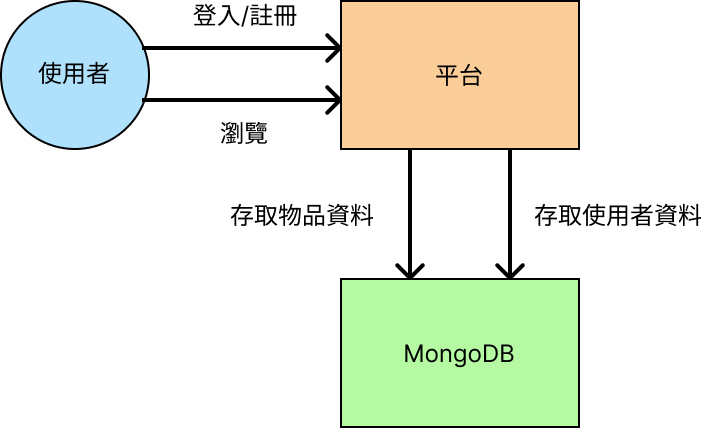 登入/註冊
使用者
平台
瀏覽
存取物品資料
存取使用者資料
MongoDB